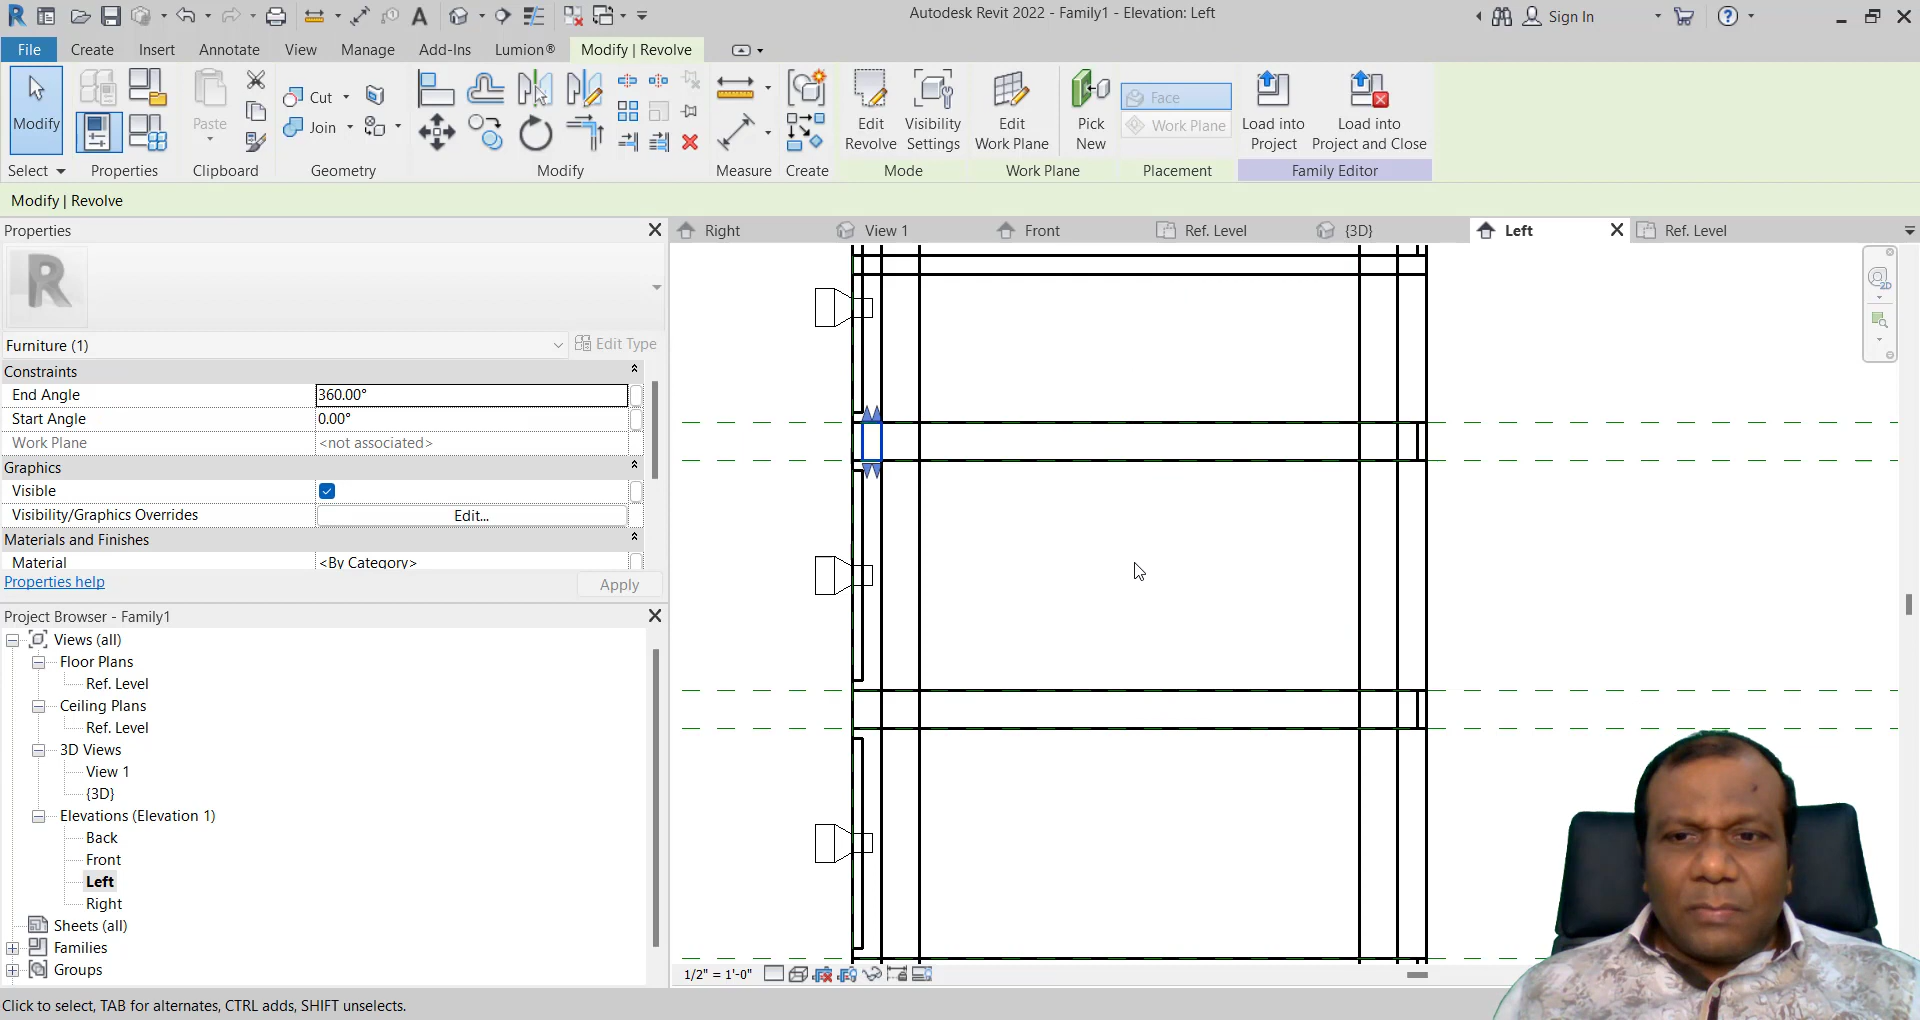 Autodesk Revit 2022 - Family1 - Elevation: Left
Sign In
File Create Insert Annotate View Manage Add-Ins Lumion® Modify | Revolve
Modify
Paste
Cut
Join
Edit Revolve
Visibility Settings
Edit Work Plane
Pick New
Face
Work Plane
Load into Project
Load into Project and Close
Select Properties Clipboard Geometry Modify Measure Create Mode Work Plane Placement Family Editor
Modify | Revolve
Properties
Right View 1 Front Ref. Level {3D} Left Ref. Level
R
2D
Furniture (1) Edit Type
Constraints
End Angle 360.00°
Start Angle 0.00°
Work Plane <not associated>
Graphics
Visible
Visibility/Graphics Overrides Edit...
Materials and Finishes
Material <By Category>
Properties help Apply
Project Browser - Family1
Views (all)
Floor Plans
Ref. Level
Ceiling Plans
Ref. Level
3D Views
View 1
{3D}
Elevations (Elevation 1)
Back
Front
Left
Right
Sheets (all)
Families
Groups
1/2" = 1'-0"
Click to select, TAB for alternates, CTRL adds, SHIFT unselects.